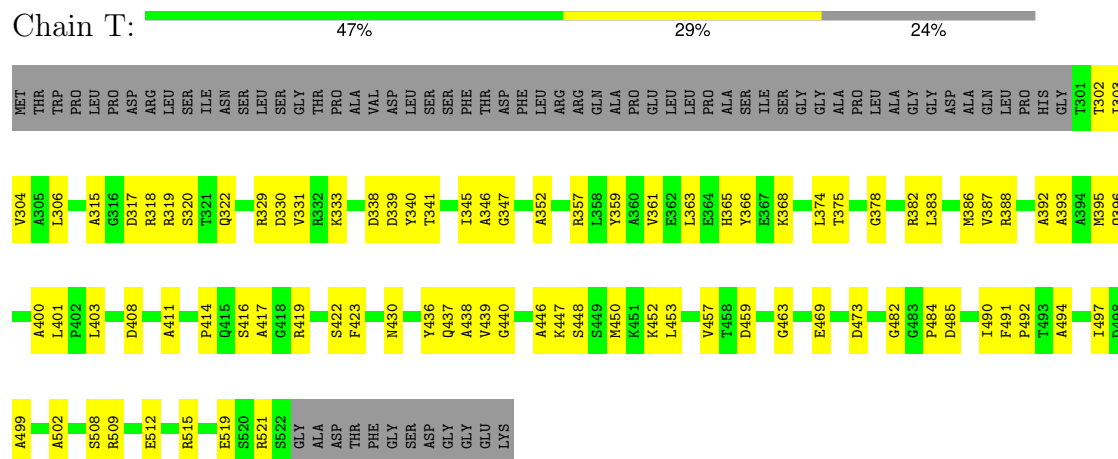 Chain T:
47% 29% 24%
MET THR TRP PRO LEU PRO ASP ARG LEU SER ILE ASN SER LEU SER GLY THR PRO ALA VAL ASP LEU SER SER PHE THR ASP PHE LEU ARG ARG GLN ALA PRO GLU LEU LEU PRO ALA SER ILE SER GLY GLY ALA PRO LEU ALA GLY GLY ASP ALA GLN LEU PRO HIS GLY T301 T302 I303
V304 A305 L306 A315 G316 D317 R318 R319 S320 T321 Q322 R329 D330 V331 R332 K333 D338 D339 Y340 T341 I345 A346 G347 A352 R357 L358 Y359 A360 V361 E362 L363 E364 H365 Y366 E367 K368 L374 T375 G378 R382 L383 M386 V387 R388 A392 A393 A394 M395
A400 L401 P402 L403 D408 A411 P414 Q415 S416 A417 G418 R419 S422 F423 N430 Y436 Q437 A438 V439 G440 A446 K447 S448 S449 M450 K451 K452 L453 V457 T458 D459 G463 E469 D473 G482 G483 P484 D485 I490 F491 P492 T493 A494 I497
A499 A502 S508 R509 E512 R515 E519 S520 R521 S522 GLY ALA ASP THR PHE GLY SER ASP GLY GLY GLU LYS